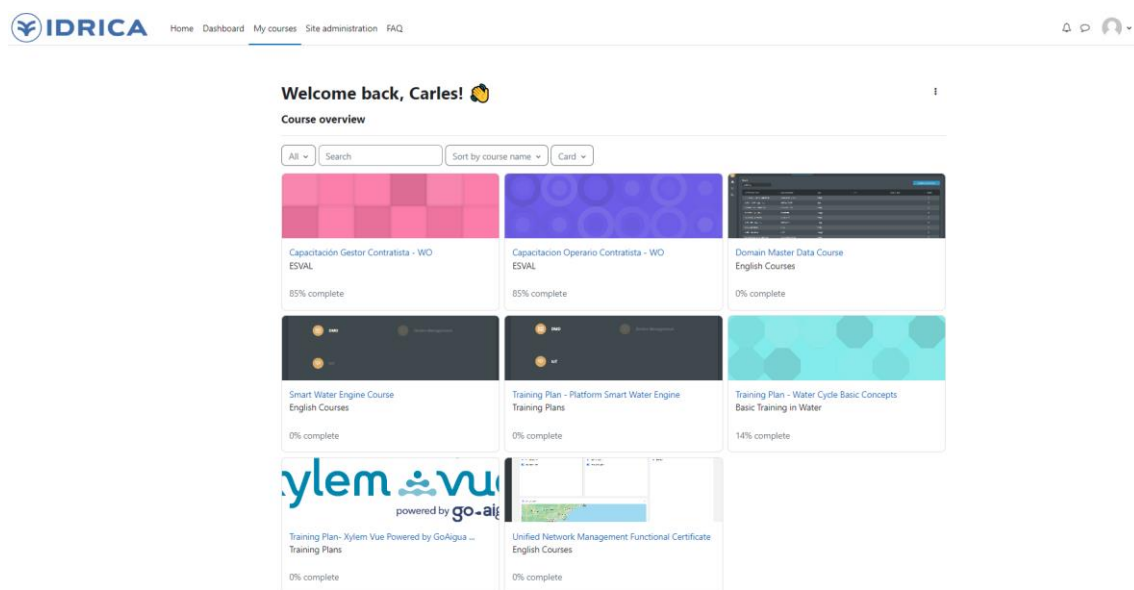 IDRICA
Home Dashboard My courses Site administration FAQ
Welcome back, Carles!
Course overview
All
Search
Sort by course name
Card
Capacitación Gestor Contratista - WO
ESVAL
85% complete
Capacitacion Operario Contratista - WO
ESVAL
85% complete
Domain Master Data Course
English Courses
0% complete
Smart Water Engine Course
English Courses
0% complete
Training Plan - Platform Smart Water Engine
Training Plans
0% complete
Training Plan - Water Cycle Basic Concepts
Basic Training in Water
14% complete
xylem vue
powered by go-aig
Training Plan- Xylem Vue Powered by GoAigua ...
Training Plans
0% complete
Unified Network Management Functional Certificate
English Courses
0% complete